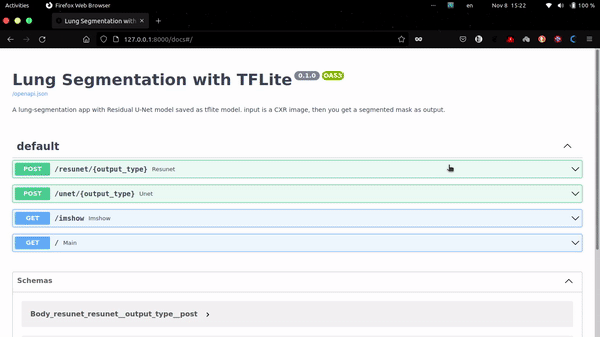 Activities
Firefox Web Browser
en
Nov 8 15:22
100 %
Lung Segmentation with
127.0.0.1:8000/docs#/
Lung Segmentation with TFLite 0.1.0 OAS3
/openapi.json
A lung-segmentation app with Residual U-Net model saved as tflite model. input is a CXR image, then you get a segmented mask as output.
default
POST /resunet/{output_type} Resunet
POST /unet/{output_type} Unet
GET /imshow Imshow
GET / Main
Schemas
Body_resunet_resunet__output_type__post